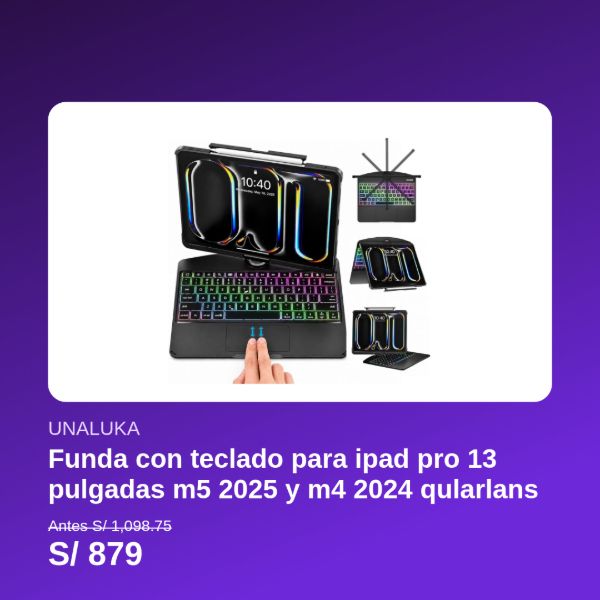 10:40
UNALUKA
Funda con teclado para ipad pro 13
pulgadas m5 2025 y m4 2024 qularlans
Antes S/ 1,098.75
S/ 879